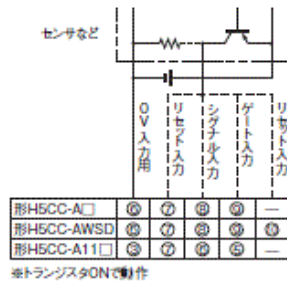 センサなど
0V入力用
リセット入力
シグナル入力
ゲート入力
リセット入力
形H5CC-A□ ⑥ ⑦ ⑧ ⑨ —
形H5CC-AWSD ⑥ ⑦ ⑧ ⑨
形H5CC-A11□ ③ ⑦ ⑥ ⑤ —
※トランジスタONで動作